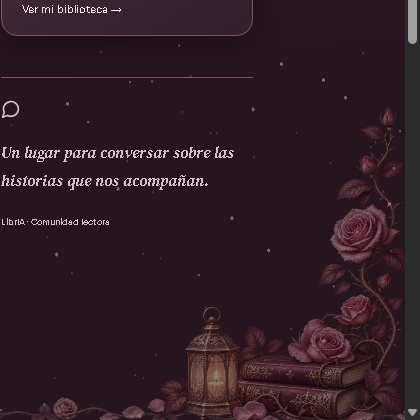 Ver mi biblioteca →
Un lugar para conversar sobre las
historias que nos acompañan.
LibrIA · Comunidad lectora